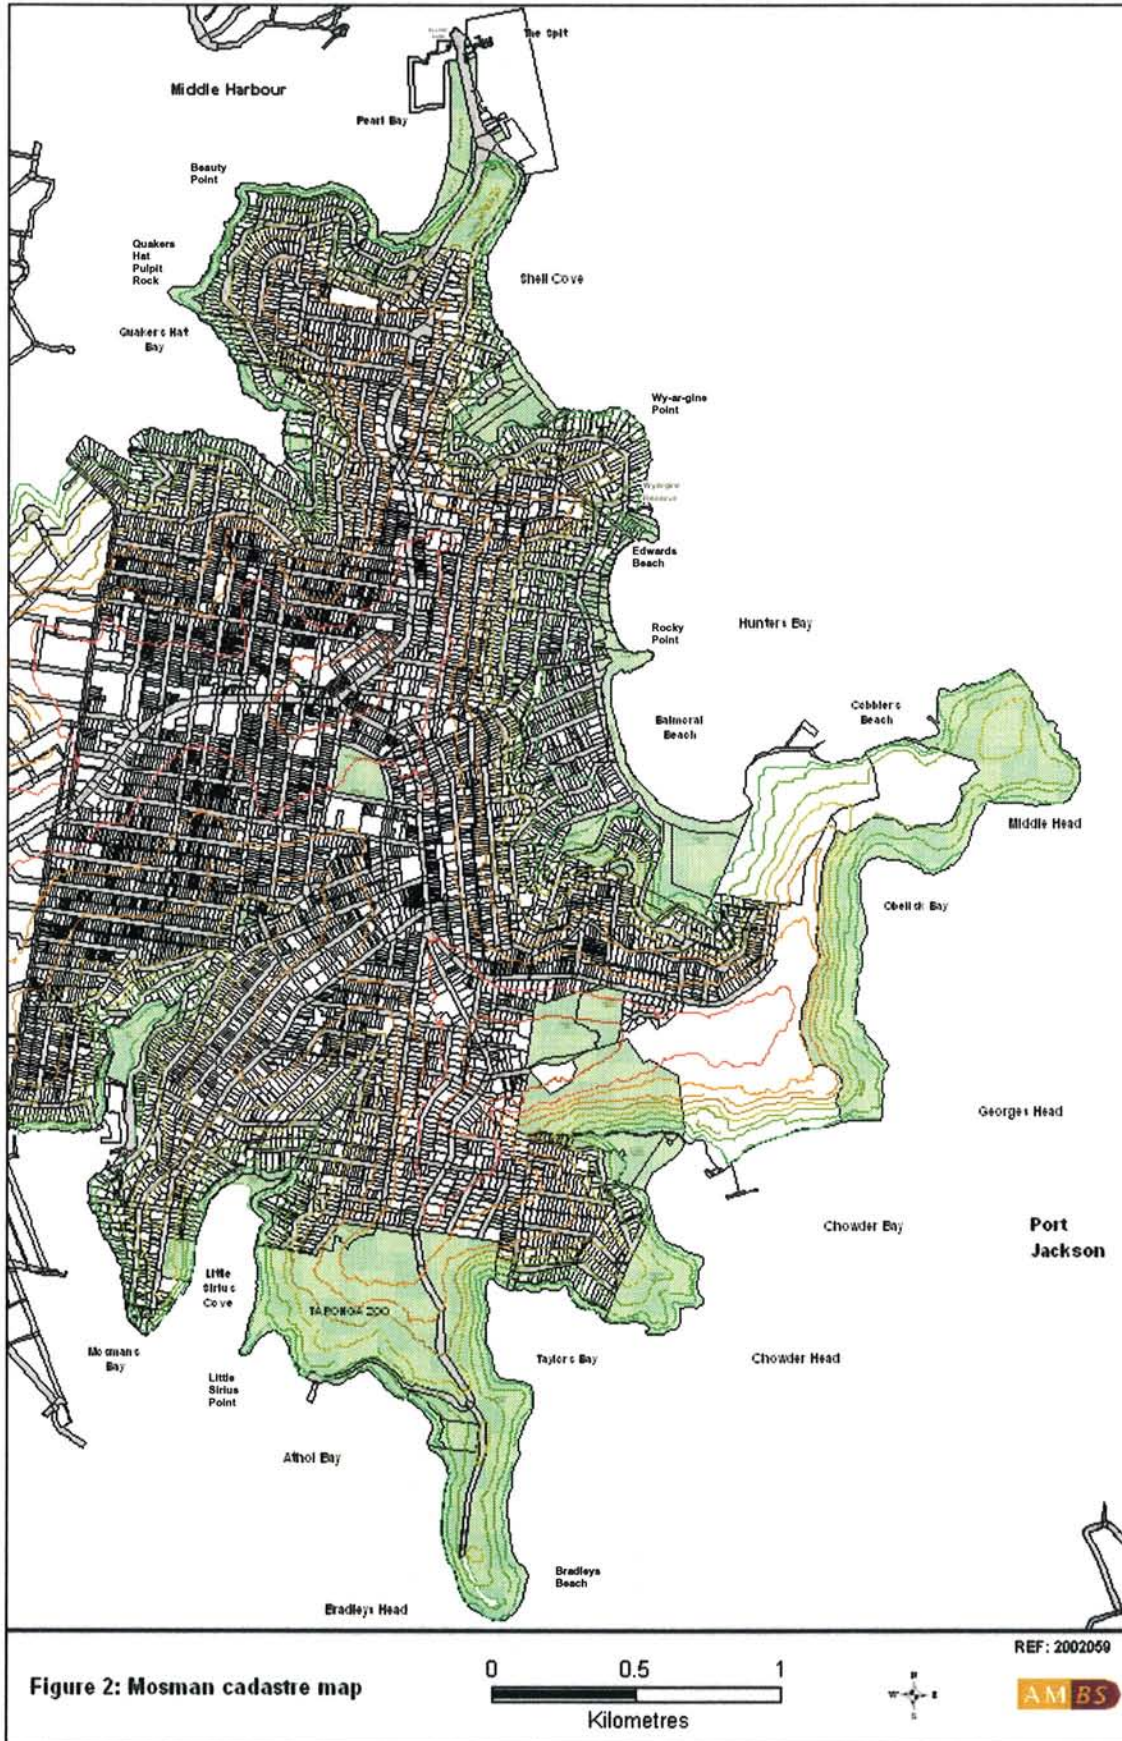 The Spit
Middle Harbour
Pearl Bay
Beauty
Point
Quakers
Hat
Pulpit
Rock
Shell Cove
Quakers Hat
Bay
Wy-ar-gine
Point
Wyargine
Reserve
Edwards
Beach
Rocky
Point
Hunters Bay
Cobblers
Beach
Balmoral
Beach
Middle Head
Obelisk Bay
Georges Head
Chowder Bay
Port
Jackson
Little
Sirius
Cove
TARONGA ZOO
Mosmans
Bay
Taylors Bay
Chowder Head
Little
Sirius
Point
Athol Bay
Bradleys
Beach
Bradleys Head
REF: 2002059
Figure 2: Mosman cadastre map
0 0.5 1
Kilometres
N
W E
S
AMBS